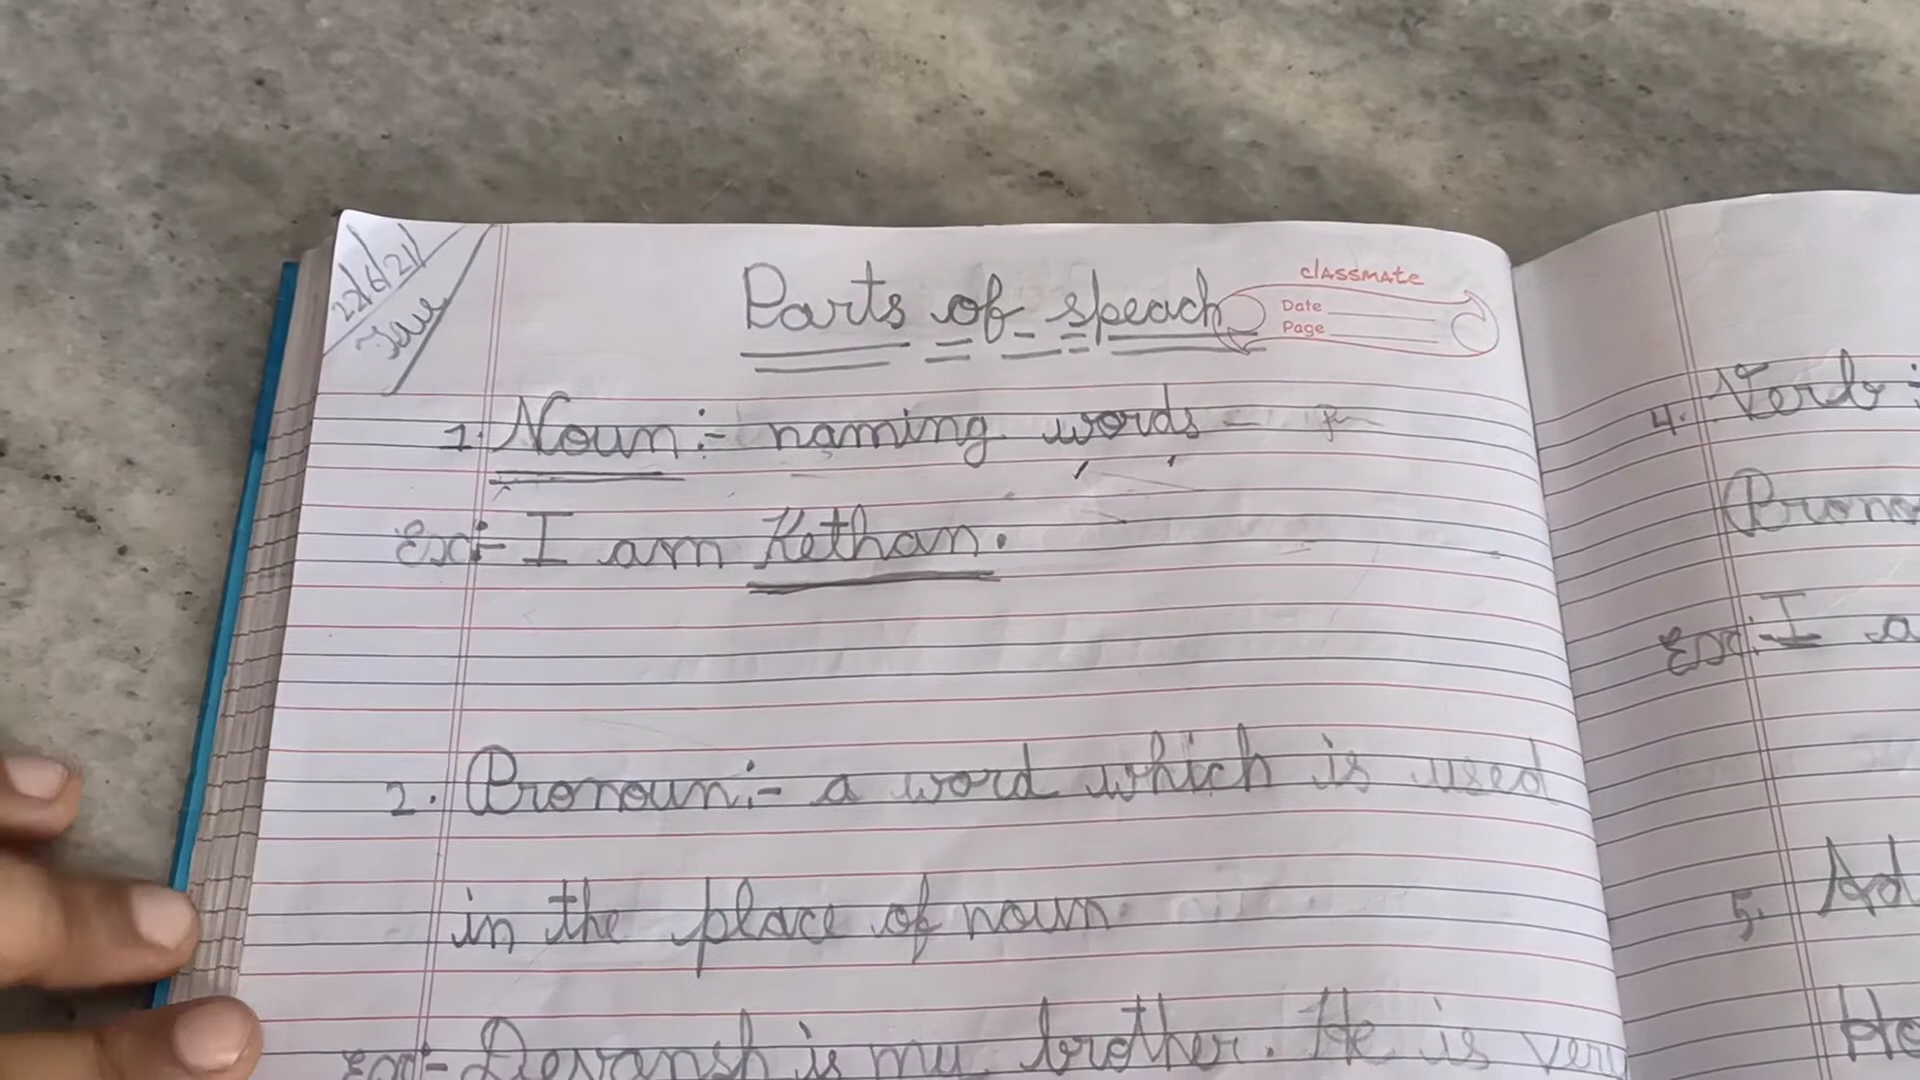 22/6/21
Tue
Parts of speach
classmate
Date
Page
1. Noun :- naming words -
Ex:- I am Kethan.
2. Pronoun :- a word which is used
in the place of noun.
Ex:- Devansh is my brother. He is very
4. Verb :
Prono
Ex:- I a
5. Ad
He